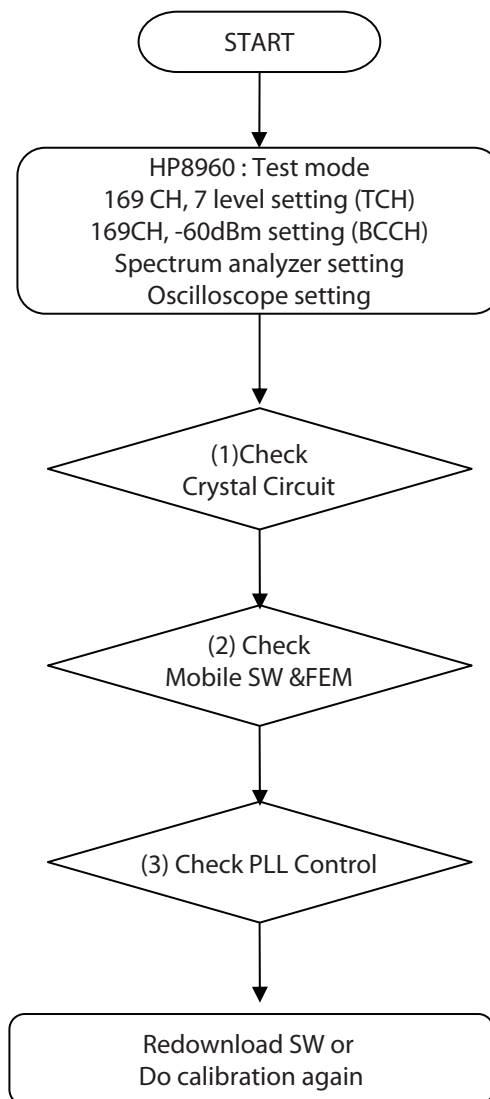 START
HP8960 : Test mode
169 CH, 7 level setting (TCH)
169CH, -60dBm setting (BCCH)
Spectrum analyzer setting
Oscilloscope setting
(1)Check
Crystal Circuit
(2) Check
Mobile SW &FEM
(3) Check PLL Control
Redownload SW or
Do calibration again